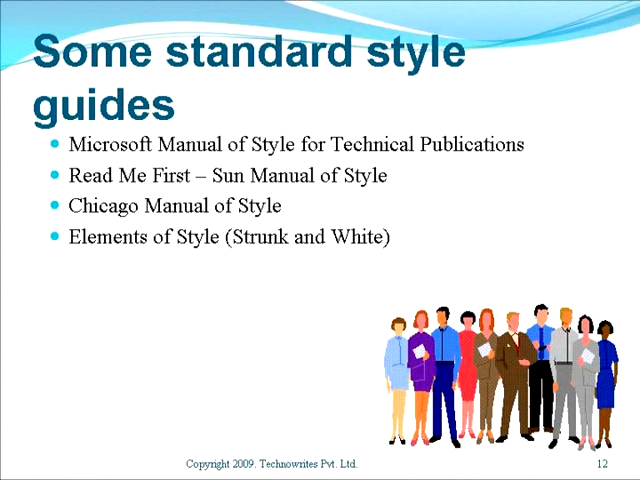 Some standard style
guides
Microsoft Manual of Style for Technical Publications
Read Me First – Sun Manual of Style
Chicago Manual of Style
Elements of Style (Strunk and White)
Copyright 2009. Technowrites Pvt. Ltd.
12